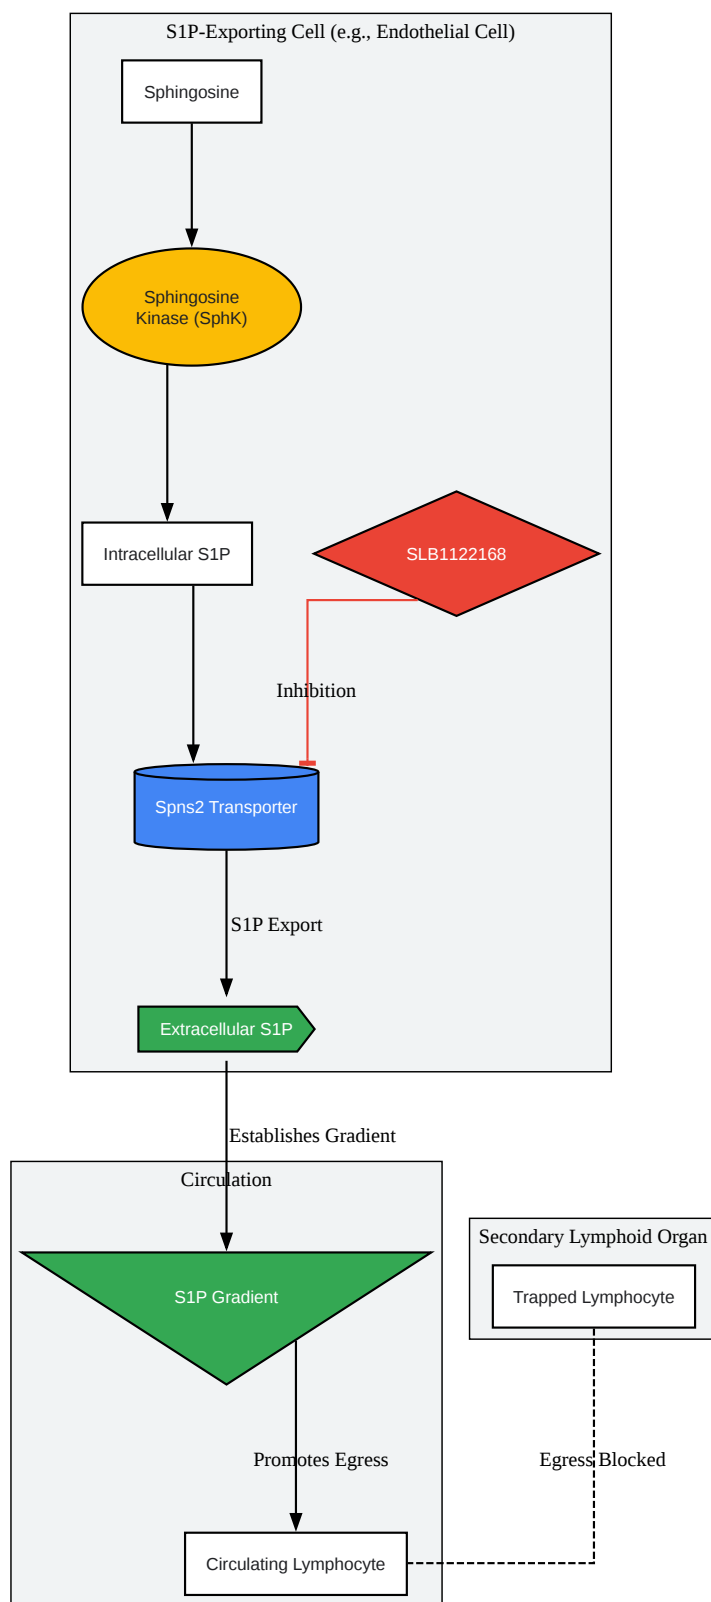 S1P-Exporting Cell (e.g., Endothelial Cell)
Sphingosine
Sphingosine
Kinase (SphK)
Intracellular S1P
SLB1122168
Inhibition
Spns2 Transporter
S1P Export
Extracellular S1P
Establishes Gradient
Circulation
S1P Gradient
Secondary Lymphoid Organ
Trapped Lymphocyte
Promotes Egress
Egress Blocked
Circulating Lymphocyte